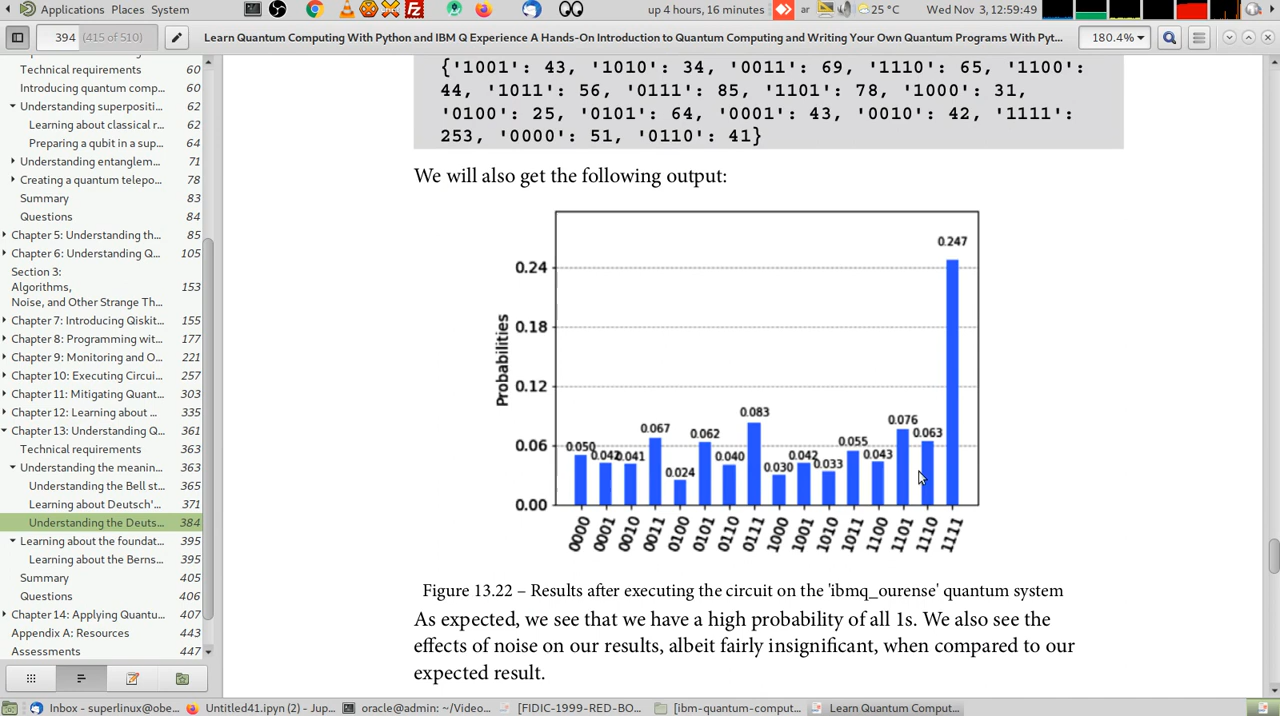 Applications Places System
up 4 hours, 16 minutes
ar
25 °C
Wed Nov 3, 12:59:49
394 (415 of 510)
Learn Quantum Computing With Python and IBM Q Experience A Hands-On Introduction to Quantum Computing and Writing Your Own Quantum Programs With Pyt...
180.4%
Technical requirements 60
Introducing quantum comp... 60
Understanding superpositi... 62
Learning about classical r... 62
Preparing a qubit in a sup... 64
Understanding entanglem... 71
Creating a quantum telepo... 78
Summary 83
Questions 84
Chapter 5: Understanding th... 85
Chapter 6: Understanding Q... 105
Section 3:
Algorithms, 153
Noise, and Other Strange Th...
Chapter 7: Introducing Qiskit... 155
Chapter 8: Programming wit... 177
Chapter 9: Monitoring and O... 221
Chapter 10: Executing Circui... 257
Chapter 11: Mitigating Quant... 303
Chapter 12: Learning about ... 335
Chapter 13: Understanding Q... 361
Technical requirements 363
Understanding the meanin... 363
Understanding the Bell st... 365
Learning about Deutsch'... 371
Understanding the Deuts... 384
Learning about the foundat... 395
Learning about the Berns... 395
Summary 405
Questions 406
Chapter 14: Applying Quantu... 407
Appendix A: Resources 443
Assessments 447
{'1001': 43, '1010': 34, '0011': 69, '1110': 65, '1100':
44, '1011': 56, '0111': 85, '1101': 78, '1000': 31,
'0100': 25, '0101': 64, '0001': 43, '0010': 42, '1111':
253, '0000': 51, '0110': 41}
We will also get the following output:
Probabilities
0.24
0.18
0.12
0.06
0.00
0.050
0.042
0.041
0.067
0.024
0.062
0.040
0.083
0.030
0.042
0.033
0.055
0.043
0.076
0.063
0.247
0000
0001
0010
0011
0100
0101
0110
0111
1000
1001
1010
1011
1100
1101
1110
1111
Figure 13.22 – Results after executing the circuit on the 'ibmq_ourense' quantum system
As expected, we see that we have a high probability of all 1s. We also see the
effects of noise on our results, albeit fairly insignificant, when compared to our
expected result.
Inbox - superlinux@obe...
Untitled41.ipyn (2) - Jup...
oracle@admin: ~/Video...
[FIDIC-1999-RED-BO...
[ibm-quantum-comput...
Learn Quantum Comput...